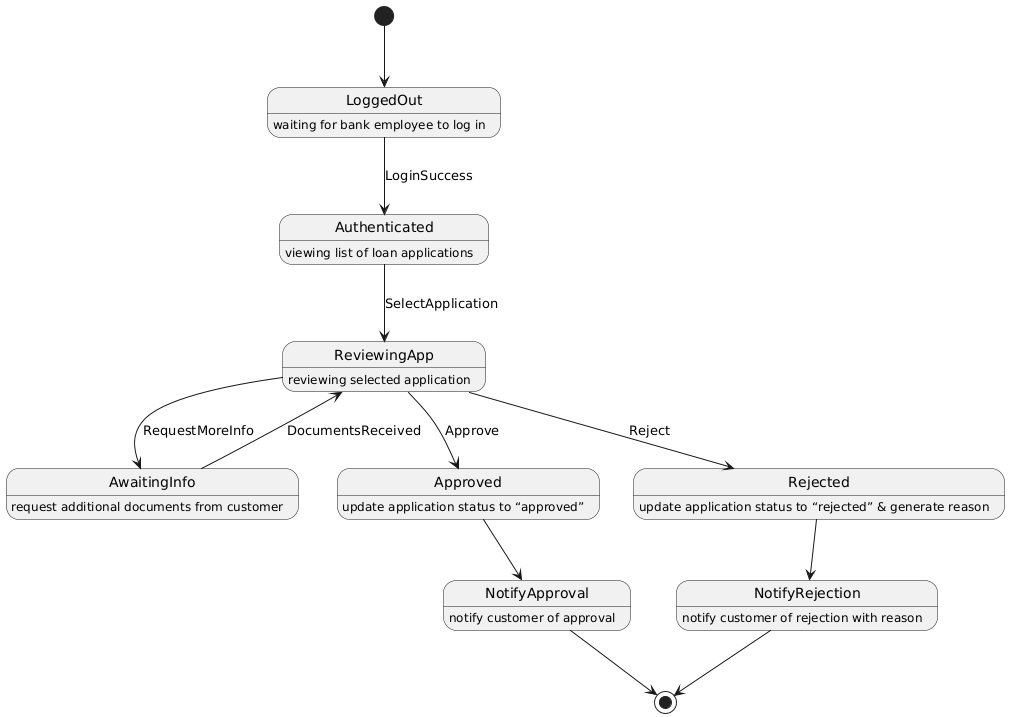 LoggedOut
waiting for bank employee to log in
LoginSuccess
Authenticated
viewing list of loan applications
SelectApplication
ReviewingApp
reviewing selected application
RequestMoreInfo
DocumentsReceived
Approve
Reject
AwaitingInfo
request additional documents from customer
Approved
update application status to “approved”
Rejected
update application status to “rejected” & generate reason
NotifyApproval
notify customer of approval
NotifyRejection
notify customer of rejection with reason